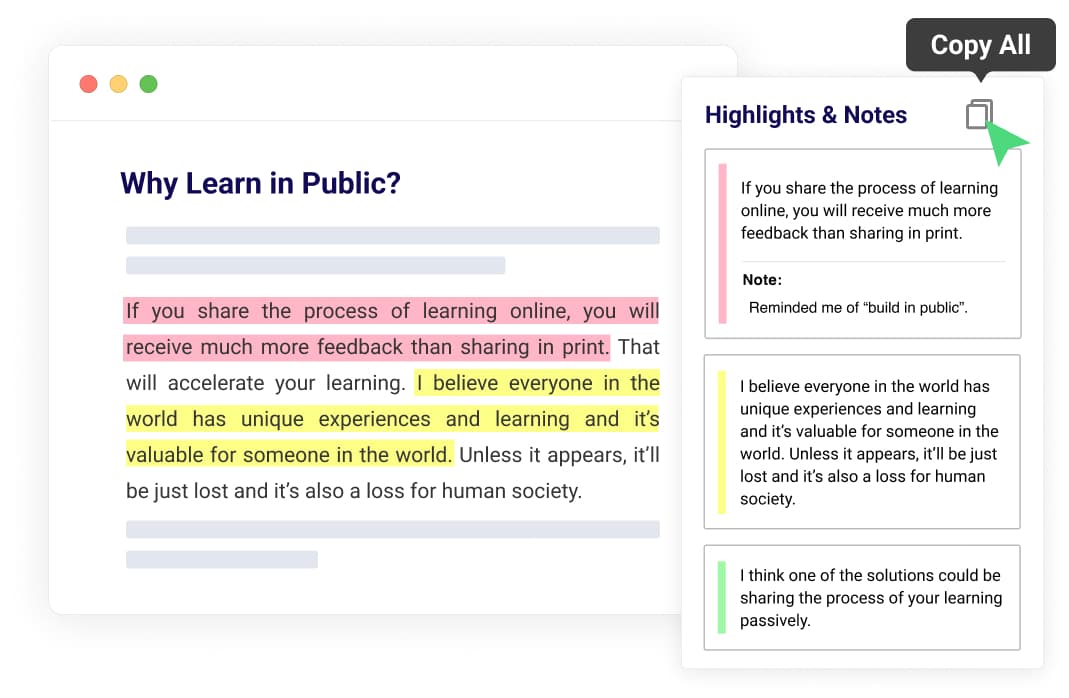 Copy All
Highlights & Notes
Why Learn in Public?
If you share the process of learning online, you will
receive much more feedback than sharing in print. That
will accelerate your learning. I believe everyone in the
world has unique experiences and learning and it’s
valuable for someone in the world. Unless it appears, it’ll
be just lost and it’s also a loss for human society.
If you share the process of learning
online, you will receive much more
feedback than sharing in print.
Note:
Reminded me of “build in public”.
I believe everyone in the world has
unique experiences and learning
and it’s valuable for someone in the
world. Unless it appears, it’ll be just
lost and it’s also a loss for human
society.
I think one of the solutions could be
sharing the process of your learning
passively.